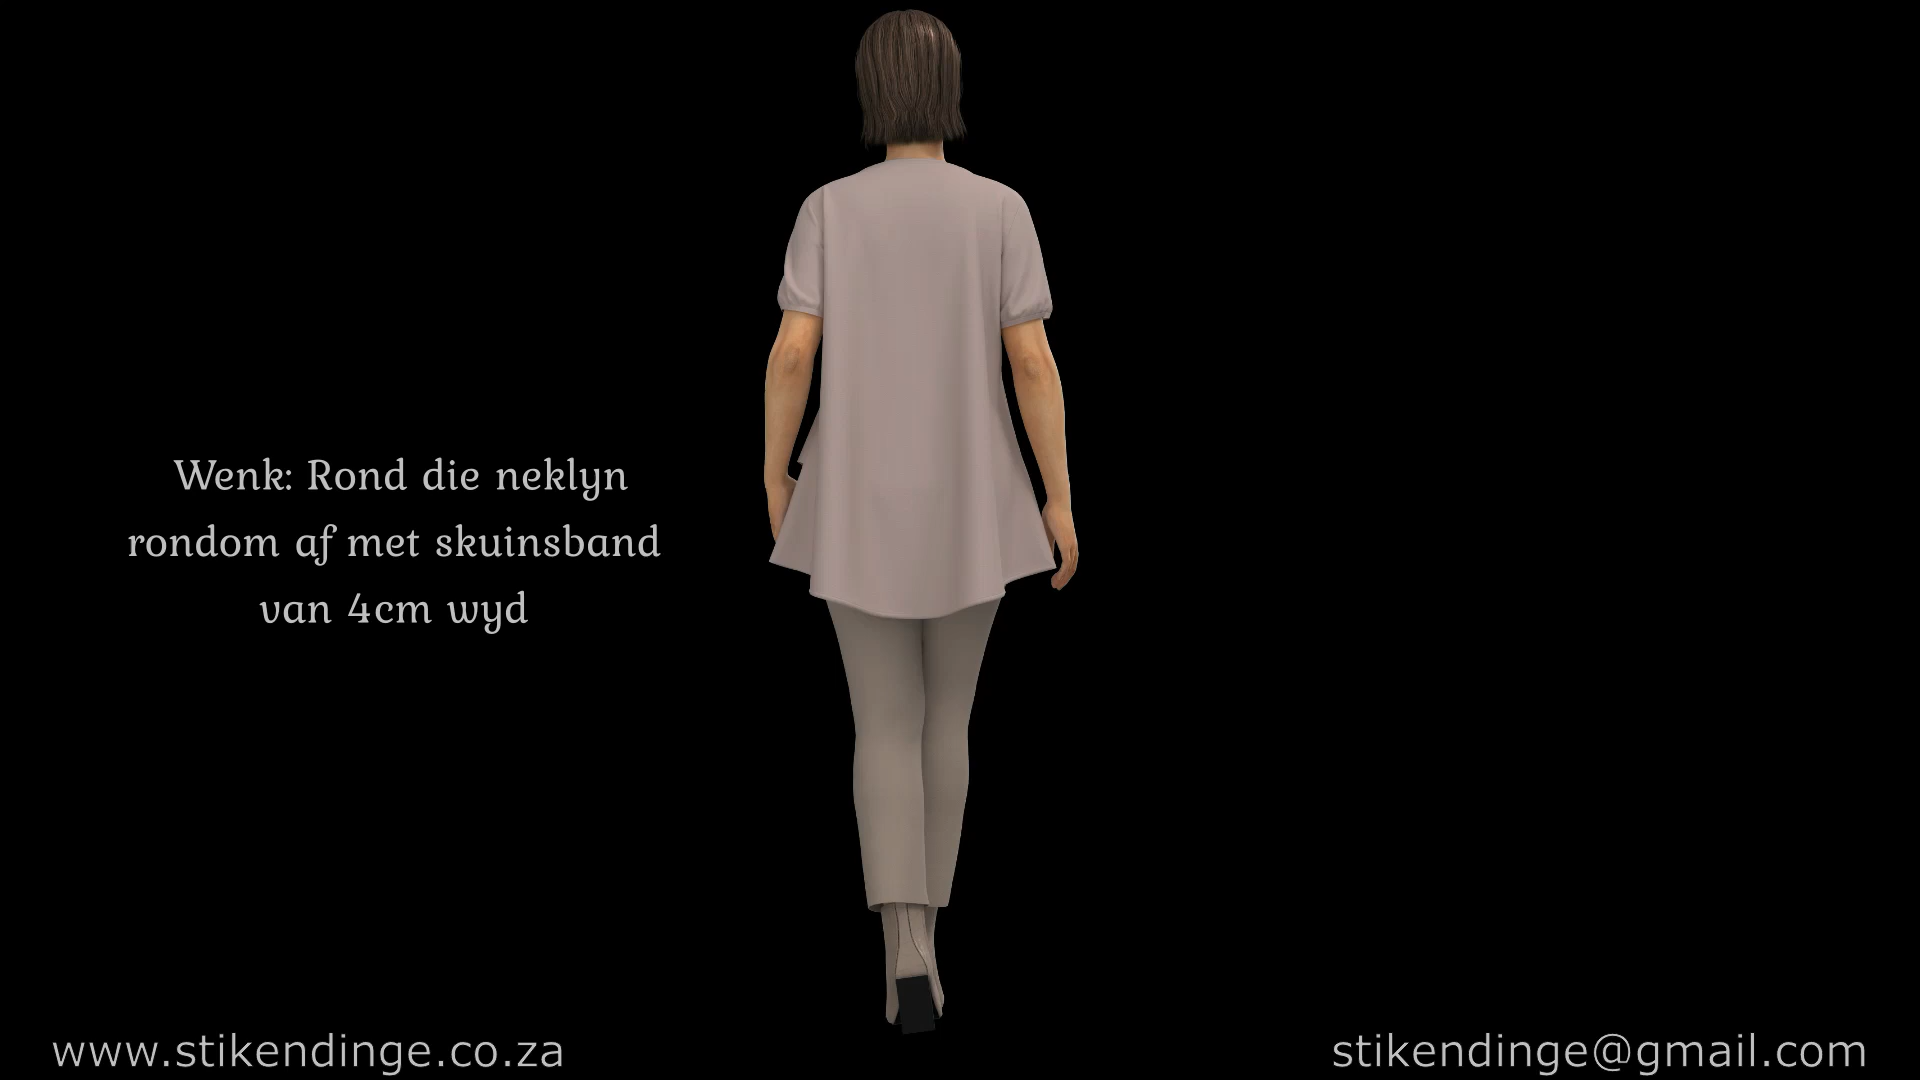 Wenk: Rond die neklyn
rondom af met skuinsband
van 4cm wyd
www.stikendinge.co.za
stikendinge@gmail.com